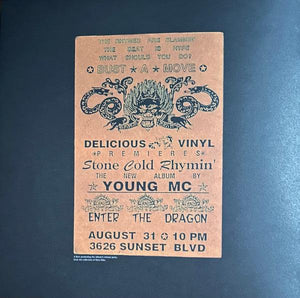 THE RHYMES ARE SLAMMIN'
THE BEAT IS HYPE
WHAT SHOULD YOU DO?
BUST ★ A ★ MOVE
DELICIOUS VINYL
★ PREMIERES ★
Stone Cold Rhymin'
THE NEW ALBUM BY
YOUNG MC
ENTER THE DRAGON
AUGUST 31 ✪ 10 PM
3626 SUNSET BLVD